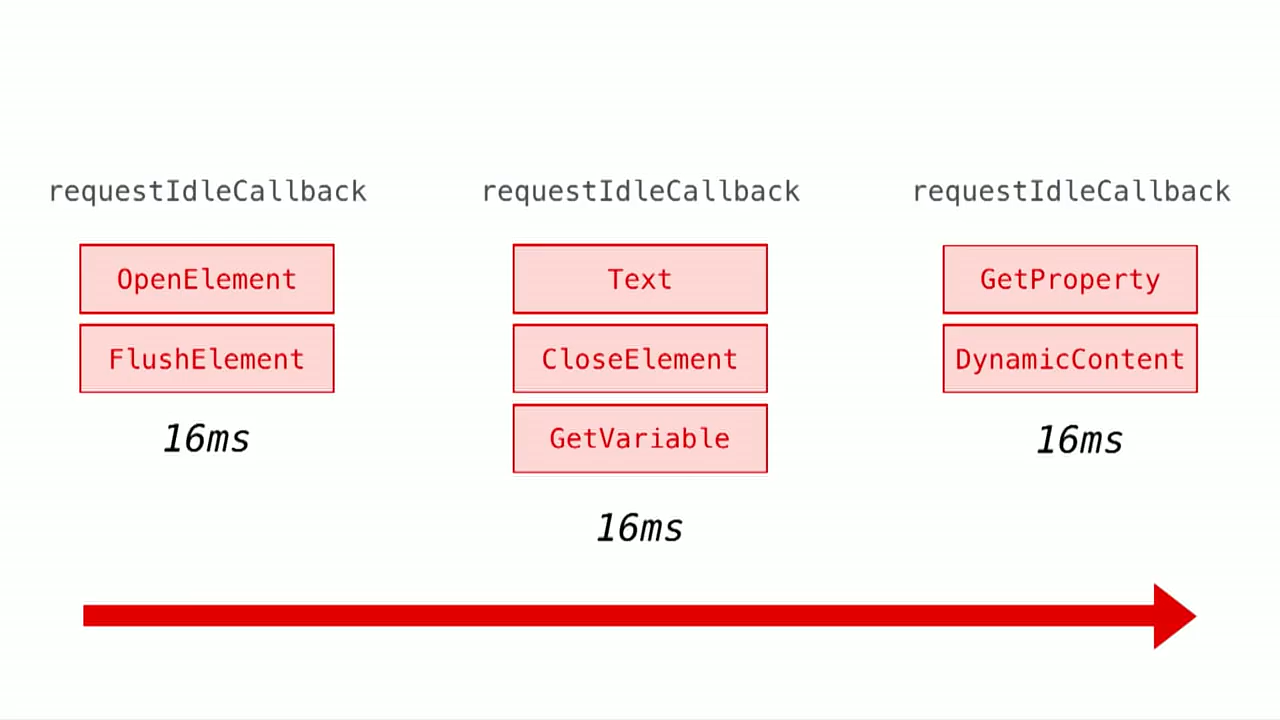 requestIdleCallback
OpenElement
FlushElement
16ms
requestIdleCallback
Text
CloseElement
GetVariable
16ms
requestIdleCallback
GetProperty
DynamicContent
16ms